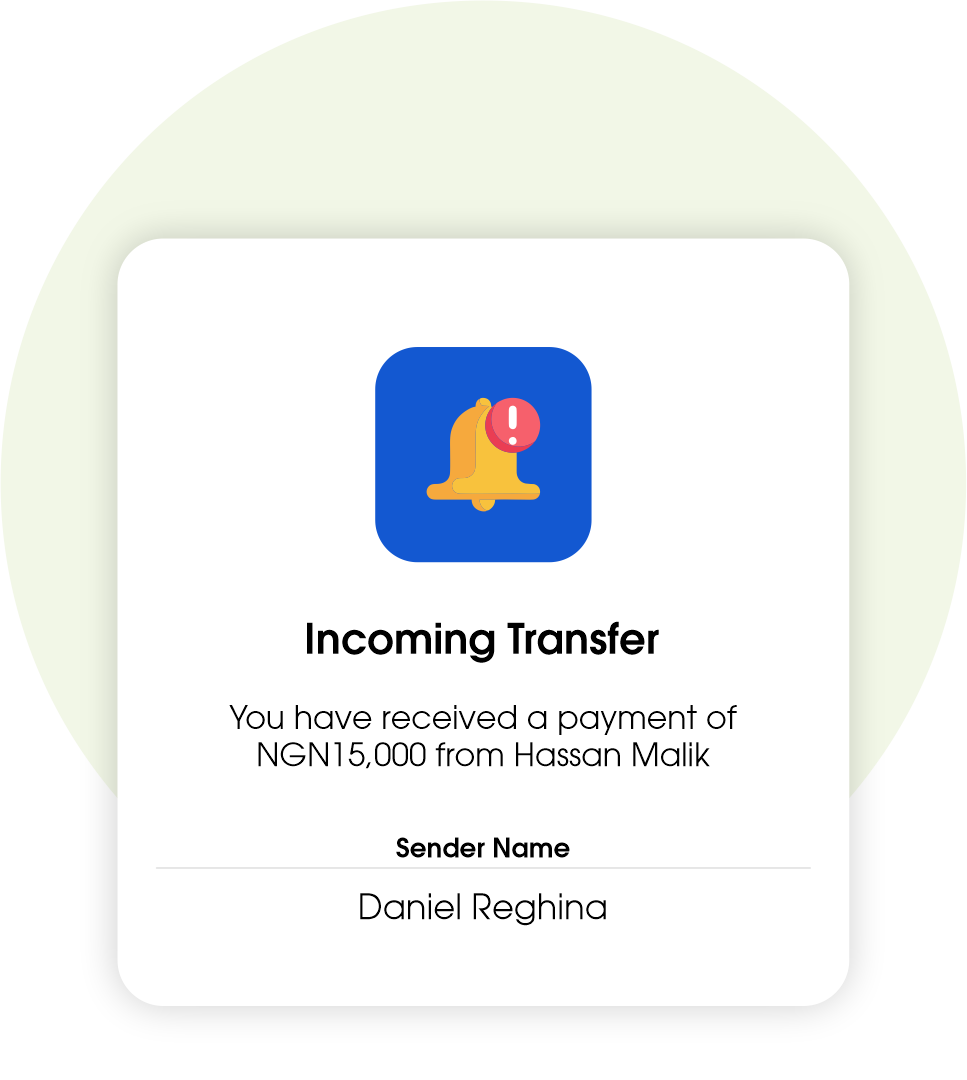 Incoming Transfer
You have received a payment of
NGN15,000 from Hassan Malik
Sender Name
Daniel Reghina